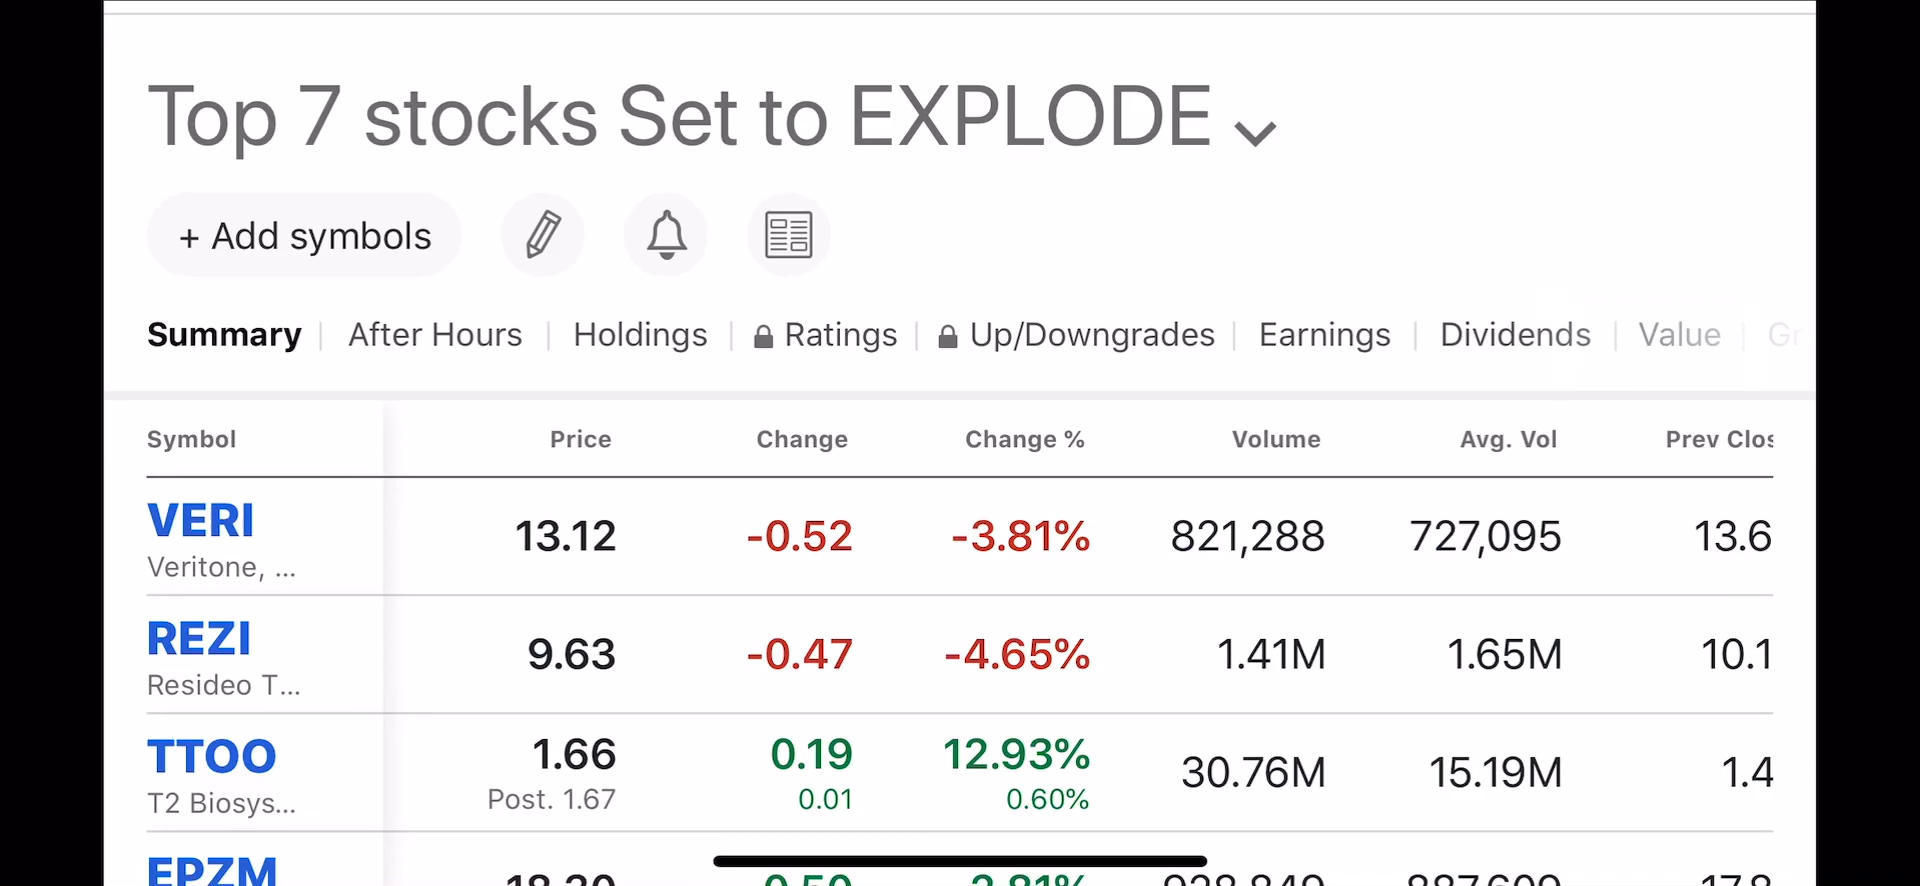 Top 7 stocks Set to EXPLODE
+ Add symbols
Summary After Hours Holdings Ratings Up/Downgrades Earnings Dividends Value Gr
Symbol Price Change Change % Volume Avg. Vol Prev Clos
VERI 13.12 -0.52 -3.81% 821,288 727,095 13.6
Veritone, ...
REZI 9.63 -0.47 -4.65% 1.41M 1.65M 10.1
Resideo T...
TTOO 1.66 0.19 12.93% 30.76M 15.19M 1.4
T2 Biosys... Post. 1.67 0.01 0.60%
EPZM